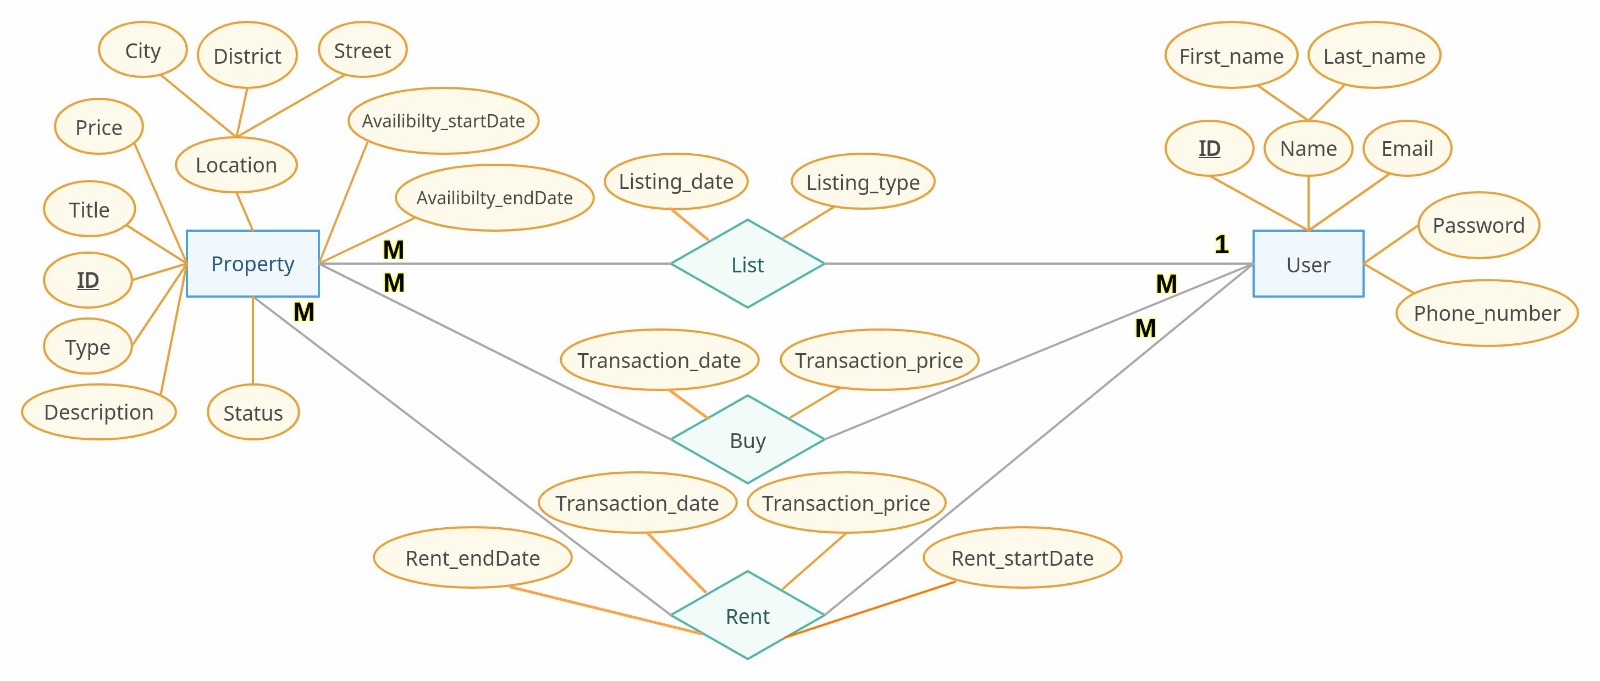 City
District
Street
First_name
Last_name
Price
Availibilty_startDate
Location
ID
Name
Email
Title
Availibilty_endDate
Listing_date
Listing_type
Password
Property
M
List
1
User
ID
M
M
M
M
Phone_number
Type
Transaction_date
Transaction_price
Description
Status
Buy
Transaction_date
Transaction_price
Rent_endDate
Rent_startDate
Rent